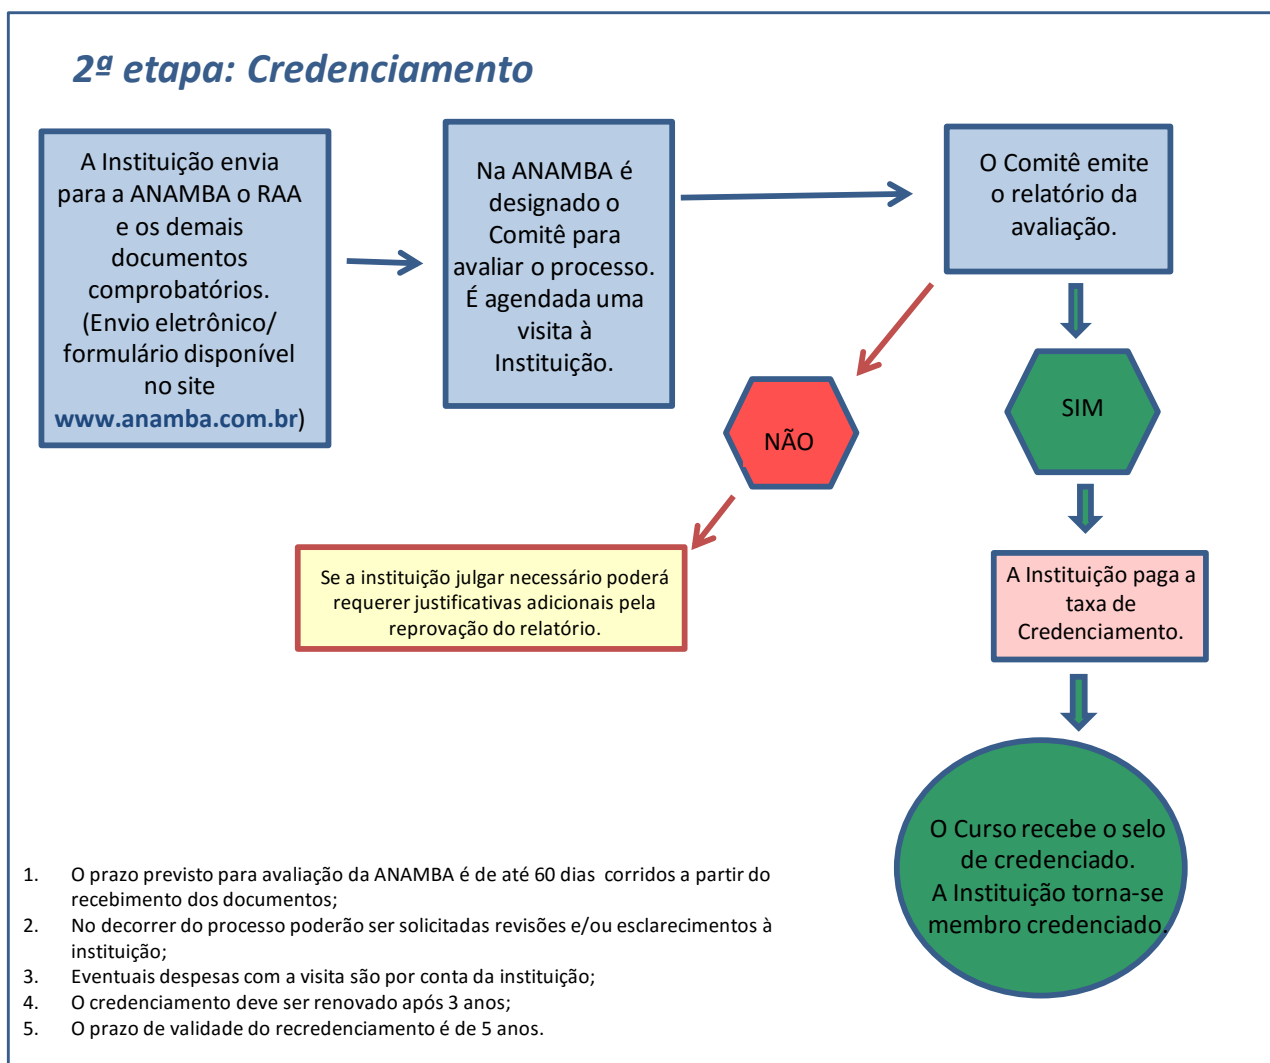 2ª etapa: Credenciamento
A Instituição envia
para a ANAMBA o RAA
e os demais
documentos
comprobatórios.
(Envio eletrônico/
formulário disponível
no site
www.anamba.com.br)
Na ANAMBA é
designado o
Comitê para
avaliar o processo.
É agendada uma
visita à
Instituição.
O Comitê emite
o relatório da
avaliação.
NÃO
SIM
Se a instituição julgar necessário poderá
requerer justificativas adicionais pela
reprovação do relatório.
A Instituição paga a
taxa de
Credenciamento.
O Curso recebe o selo
de credenciado.
A Instituição torna-se
membro credenciado.
1. O prazo previsto para avaliação da ANAMBA é de até 60 dias corridos a partir do
recebimento dos documentos;
2. No decorrer do processo poderão ser solicitadas revisões e/ou esclarecimentos à
instituição;
3. Eventuais despesas com a visita são por conta da instituição;
4. O credenciamento deve ser renovado após 3 anos;
5. O prazo de validade do recredenciamento é de 5 anos.